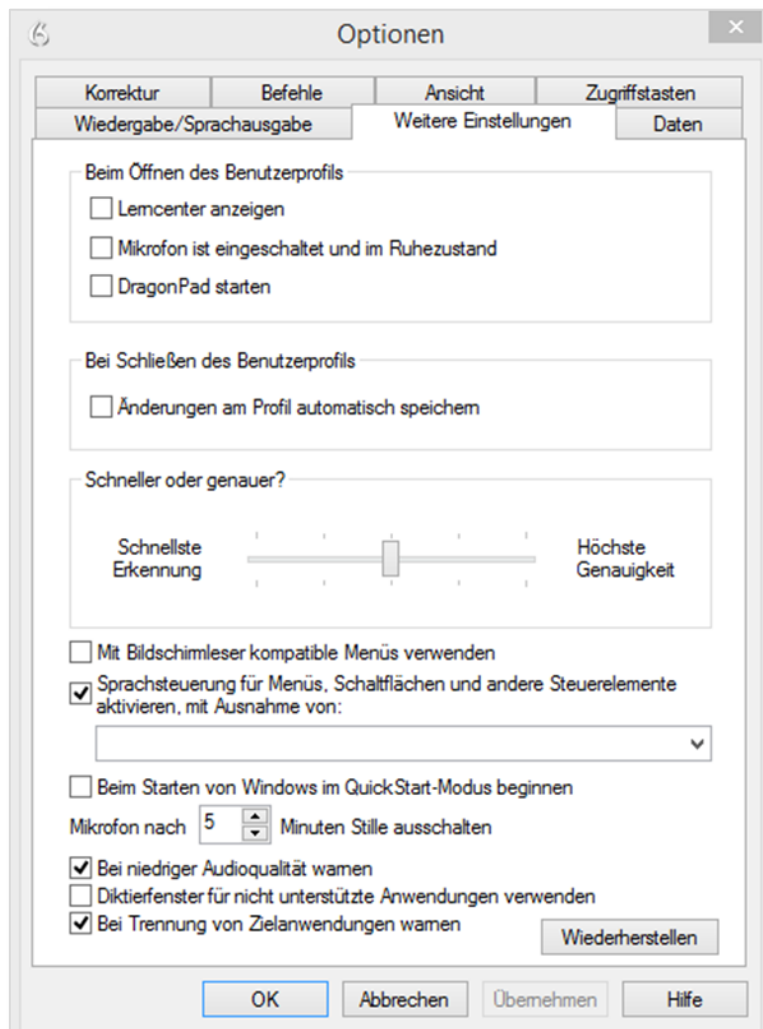 Optionen
Korrektur Befehle Ansicht Zugriffstasten
Wiedergabe/Sprachausgabe Weitere Einstellungen Daten
Beim Öffnen des Benutzerprofils
Lerncenter anzeigen
Mikrofon ist eingeschaltet und im Ruhezustand
DragonPad starten
Bei Schließen des Benutzerprofils
Änderungen am Profil automatisch speichern
Schneller oder genauer?
Schnellste Höchste
Erkennung Genauigkeit
Mit Bildschirmleser kompatible Menüs verwenden
Sprachsteuerung für Menüs, Schaltflächen und andere Steuerelemente
aktivieren, mit Ausnahme von:
Beim Starten von Windows im QuickStart-Modus beginnen
Mikrofon nach 5 Minuten Stille ausschalten
Bei niedriger Audioqualität warnen
Diktierfenster für nicht unterstützte Anwendungen verwenden
Bei Trennung von Zielanwendungen warnen
Wiederherstellen
OK Abbrechen Übernehmen Hilfe